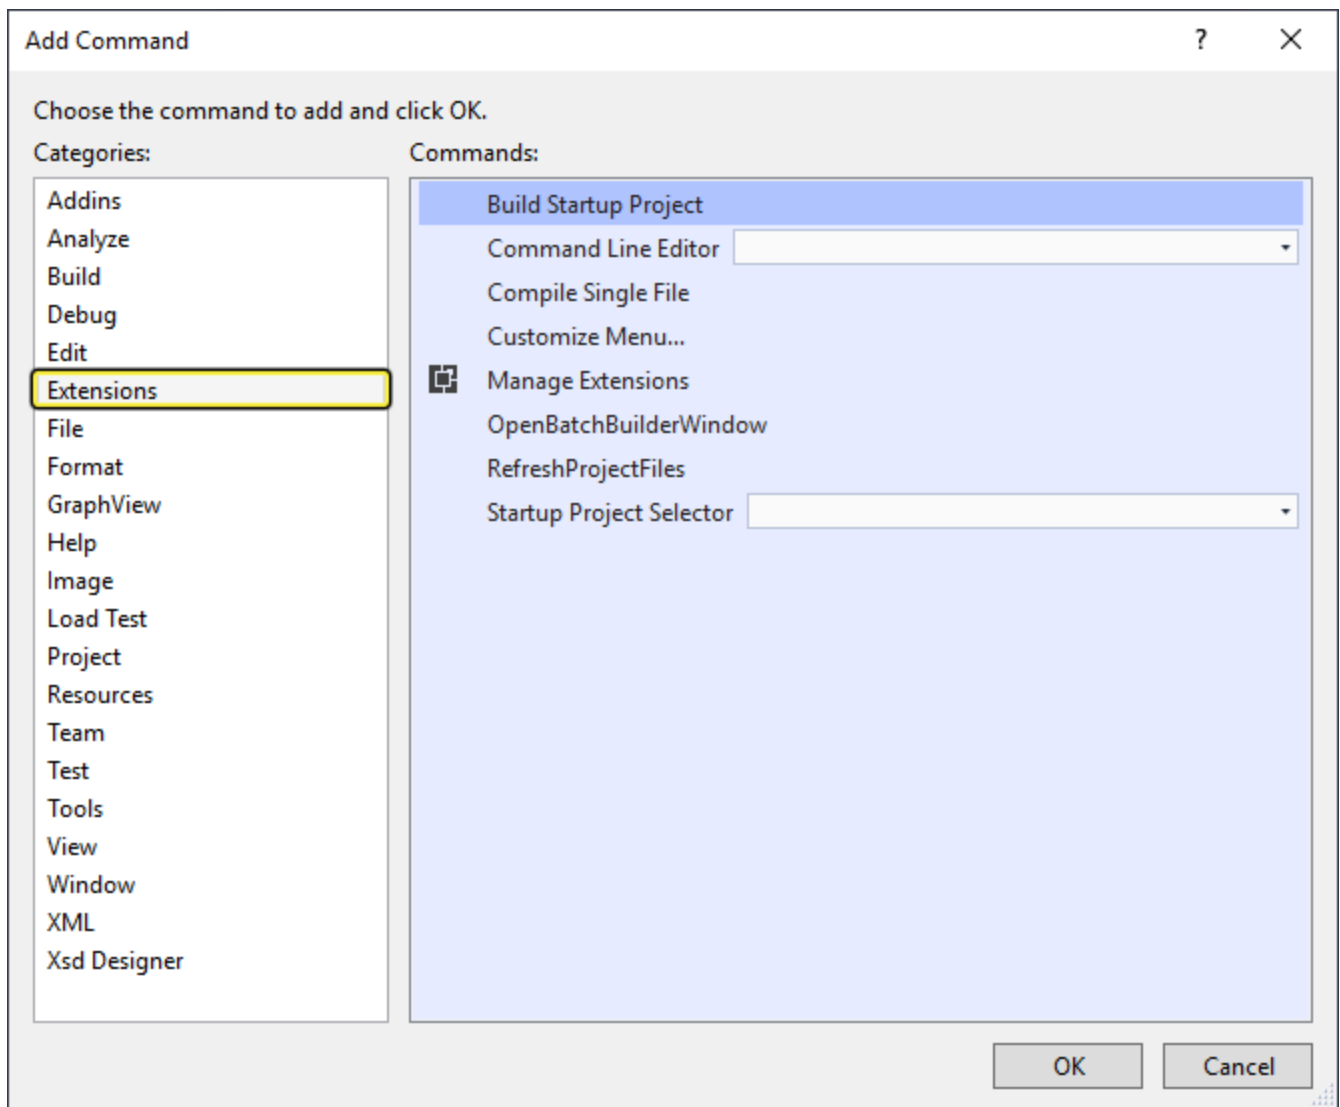 Add Command
?
Choose the command to add and click OK.
Categories:
Commands:
Addins
Analyze
Build
Debug
Edit
Extensions
File
Format
GraphView
Help
Image
Load Test
Project
Resources
Team
Test
Tools
View
Window
XML
Xsd Designer
Build Startup Project
Command Line Editor
Compile Single File
Customize Menu...
Manage Extensions
OpenBatchBuilderWindow
RefreshProjectFiles
Startup Project Selector
OK
Cancel